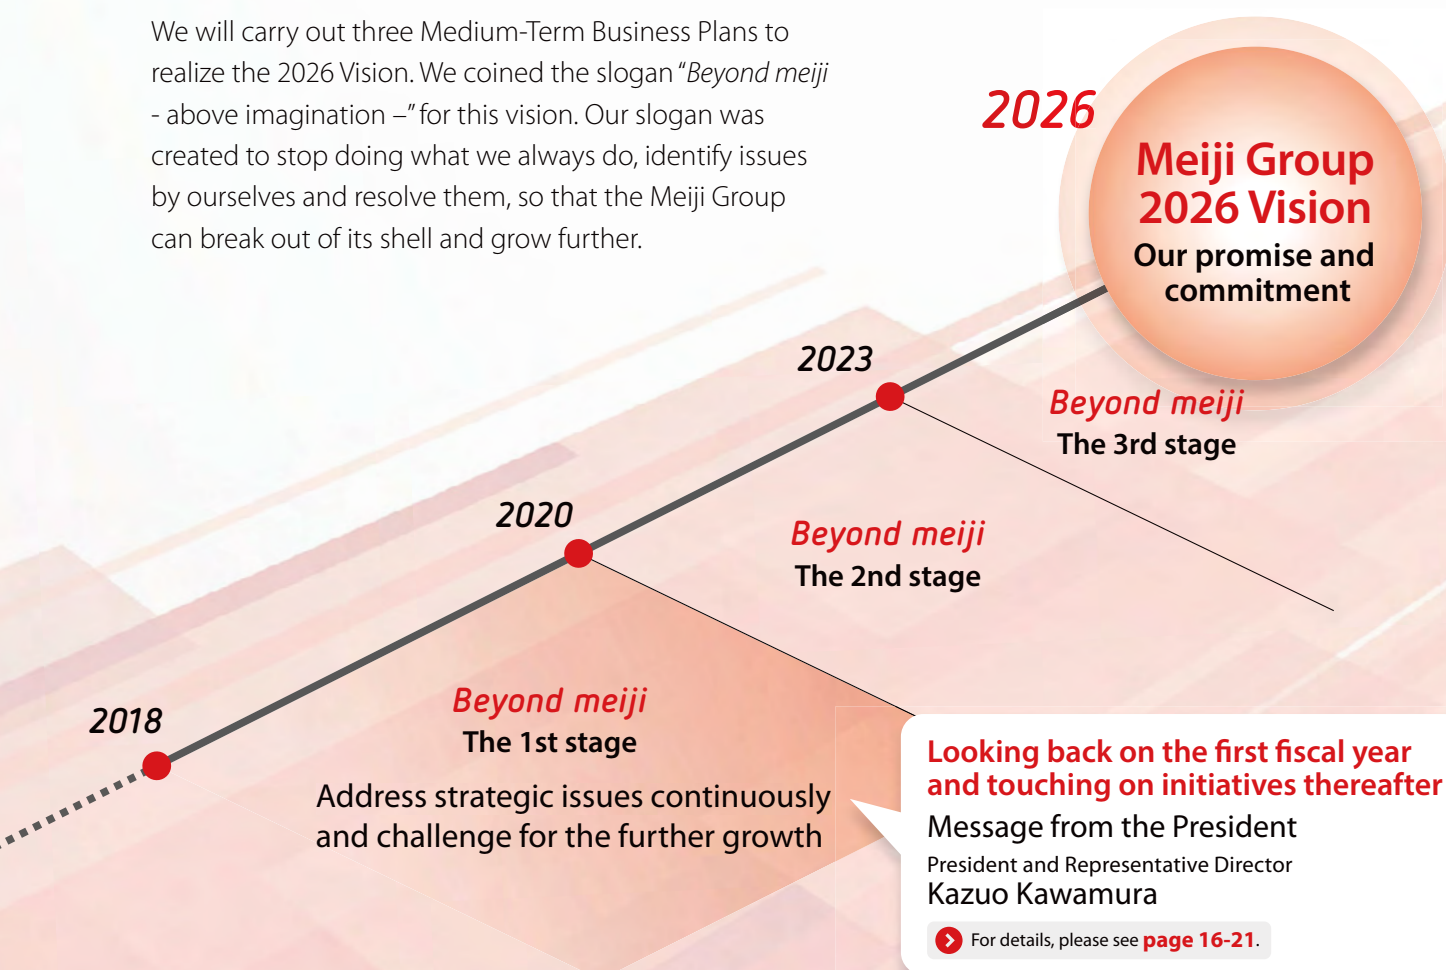 We will carry out three Medium-Term Business Plans to
realize the 2026 Vision. We coined the slogan “Beyond meiji
- above imagination –” for this vision. Our slogan was
created to stop doing what we always do, identify issues
by ourselves and resolve them, so that the Meiji Group
can break out of its shell and grow further.
2026
Meiji Group
2026 Vision
Our promise and
commitment
2023
Beyond meiji
The 3rd stage
2020
Beyond meiji
The 2nd stage
2018
Beyond meiji
The 1st stage
Address strategic issues continuously
and challenge for the further growth
Looking back on the first fiscal year
and touching on initiatives thereafter
Message from the President
President and Representative Director
Kazuo Kawamura
For details, please see page 16-21.